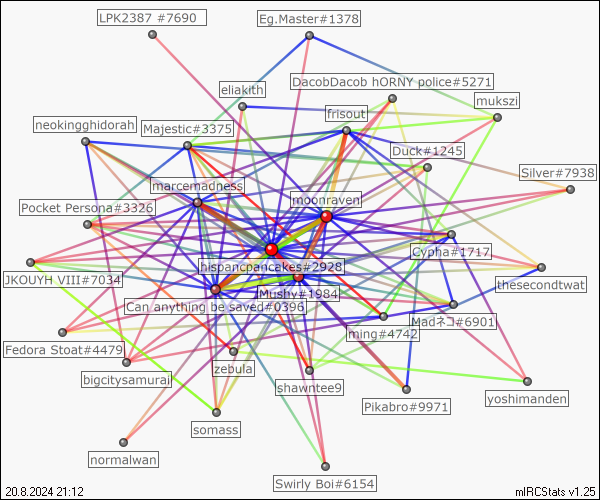 LPK2387 #7690
Eg.Master#1378
DacobDacob hORNY police#5271
eliakith
mukszi
frisout
neokingghidorah
Majestic#3375
Duck#1245
Silver#7938
marcemadness
moonraven
Pocket Persona#3326
Cypha#1717
hispancpancakes#2928
JKOUYH VIII#7034
thesecondtwat
Mushy#1984
Can,anything be saved#0396
Madネコ#6901
ming#4742
Fedora Stoat#4479
zebula
bigcitysamurai
shawntee9
yoshimanden
Pikabro#9971
somass
normalwan
Swirly Boi#6154
20.8.2024 21:12
mIRCStats v1.25